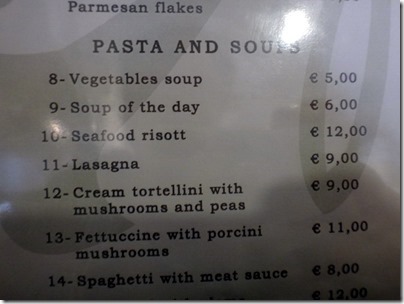 Parmesan flakes
PASTA AND SOUPS
8- Vegetables soup € 5,00
9- Soup of the day € 6,00
10- Seafood risott € 12,00
11- Lasagna € 9,00
12- Cream tortellini with € 9,00
mushrooms and peas
13- Fettuccine with porcini € 11,00
mushrooms
14- Spaghetti with meat sauce € 8,00
€ 12,00